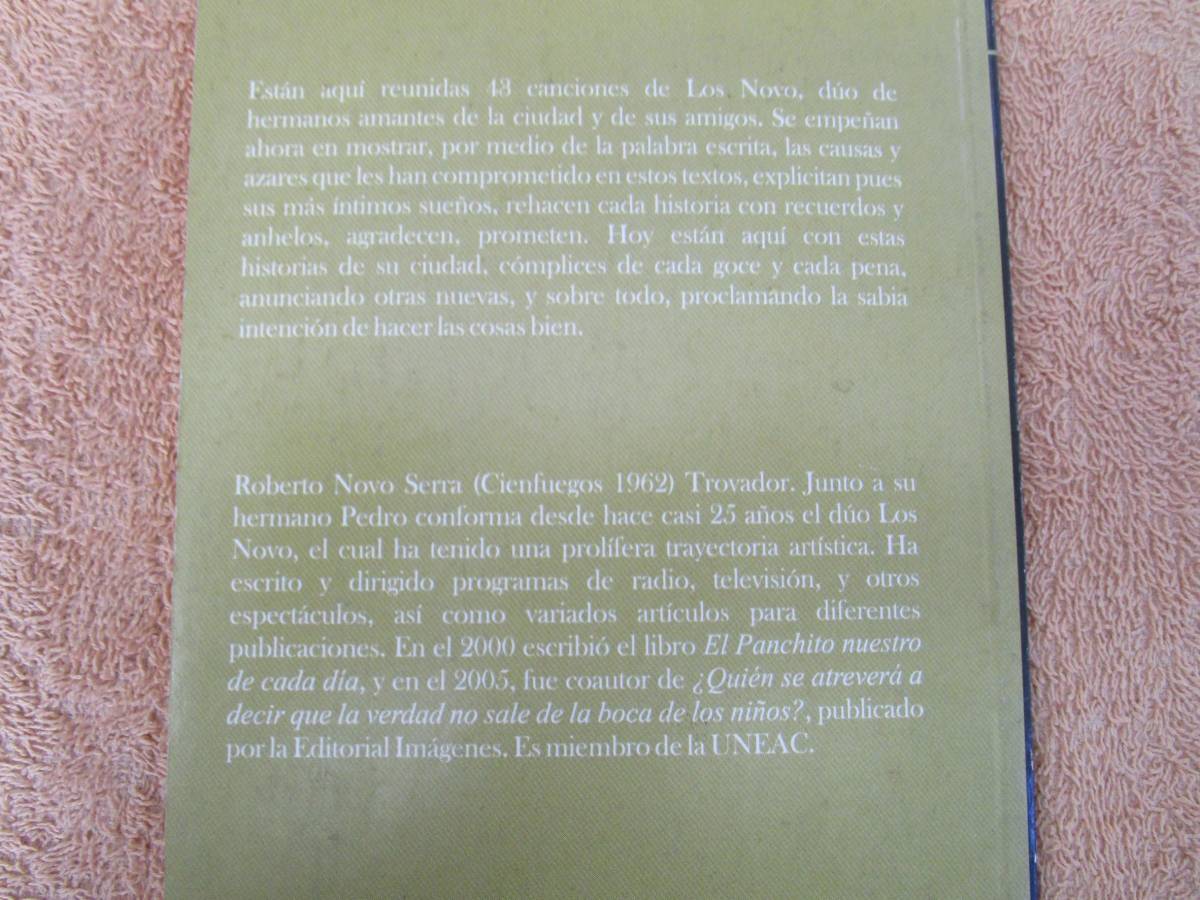 Están aquí reunidas 43 canciones de Los Novo, dúo de
hermanos amantes de la ciudad y de sus amigos. Se empeñan
ahora en mostrar, por medio de la palabra escrita, las causas y
azares que les han comprometido en estos textos, explicitan pues
sus más íntimos sueños, rehacen cada historia con recuerdos y
anhelos, agradecen, prometen. Hoy están aquí con estas
historias de su ciudad, cómplices de cada goce y cada pena,
anunciando otras nuevas, y sobre todo, proclamando la sabia
intención de hacer las cosas bien.
Roberto Novo Serra (Cienfuegos 1962) Trovador. Junto a su
hermano Pedro conforma desde hace casi 25 años el dúo Los
Novo, el cual ha tenido una prolífera trayectoria artística. Ha
escrito y dirigido programas de radio, televisión, y otros
espectáculos, así como variados artículos para diferentes
publicaciones. En el 2000 escribió el libro El Panchito nuestro
de cada día, y en el 2005, fue coautor de ¿Quién se atreverá a
decir que la verdad no sale de la boca de los niños?, publicado
por la Editorial Imágenes. Es miembro de la UNEAC.